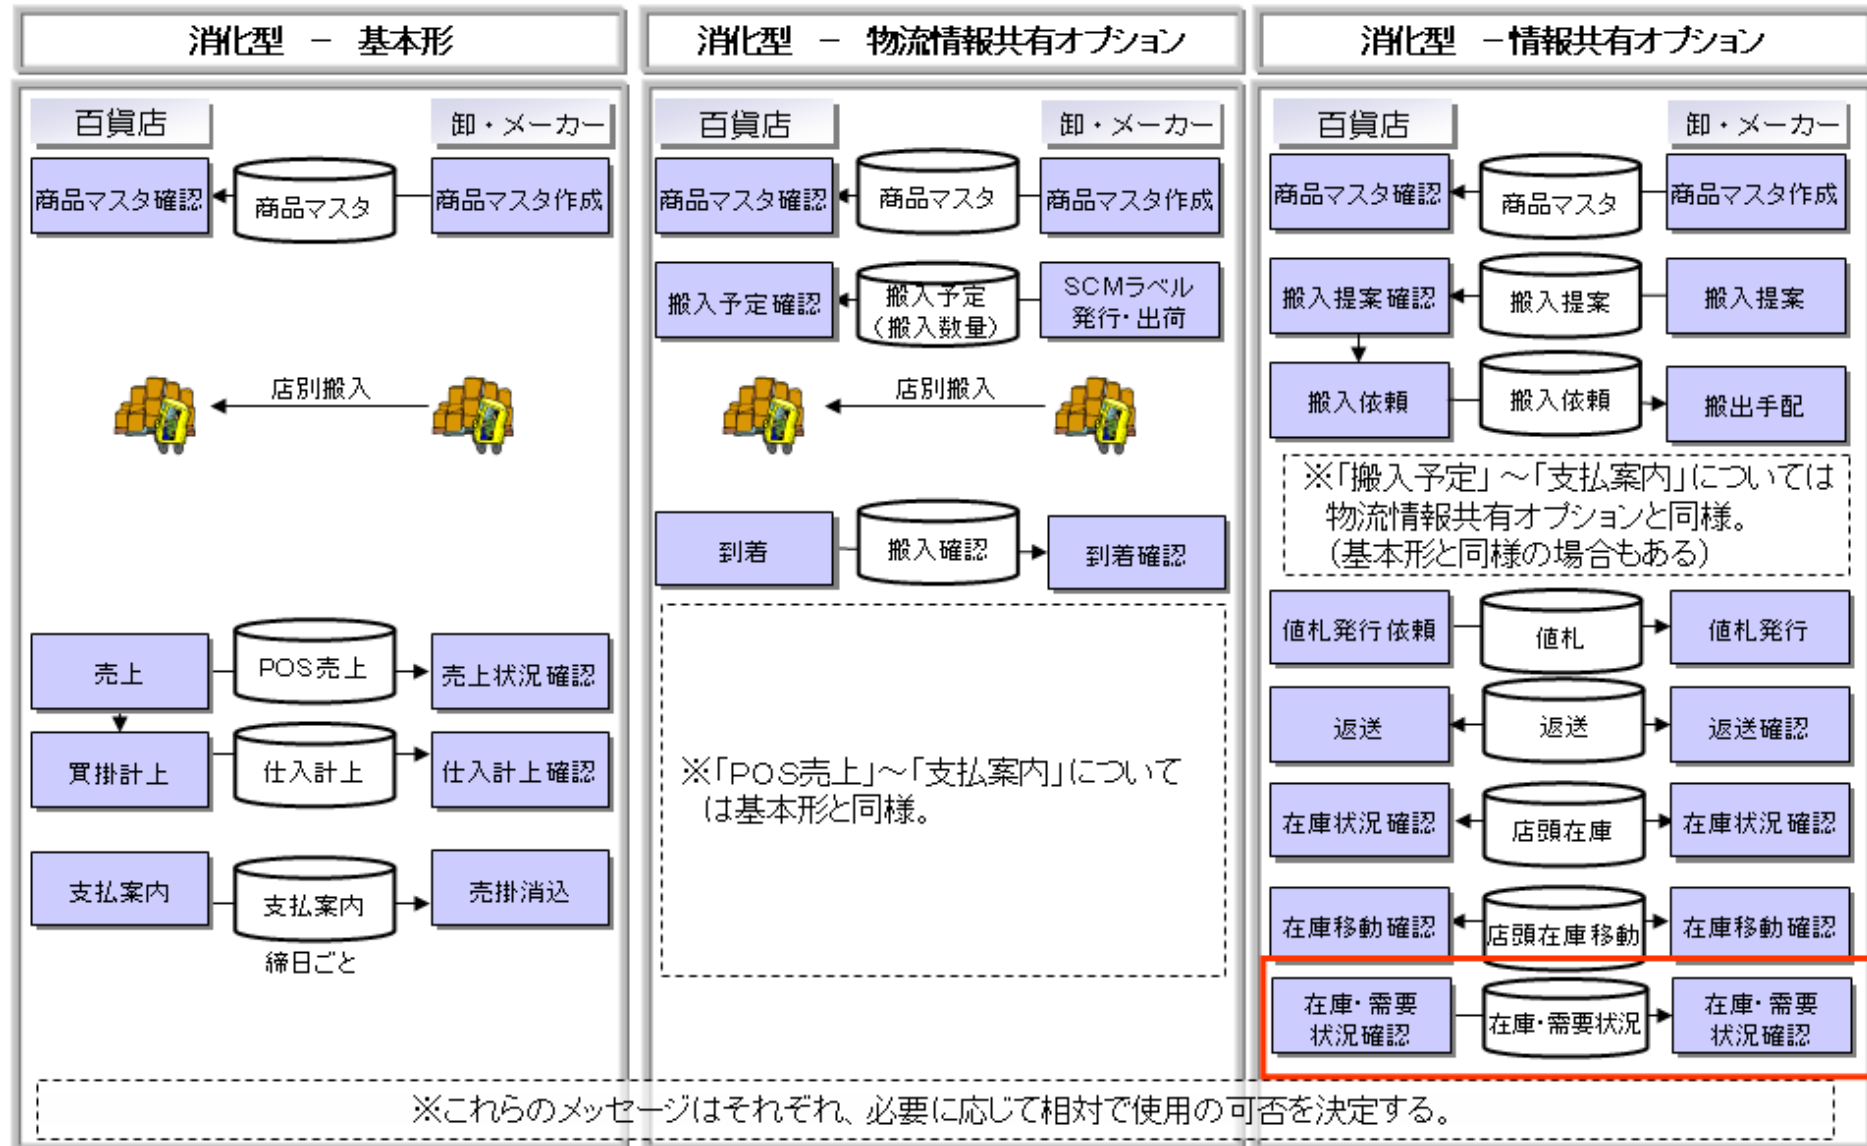 消化型 － 基本形
百貨店
卸・メーカー
商品マスタ確認
商品マスタ
商品マスタ作成
店別搬入
売上
POS売上
売上状況確認
買掛計上
仕入計上
仕入計上確認
支払案内
支払案内
売掛消込
締日ごと
消化型 － 物流情報共有オプション
百貨店
卸・メーカー
商品マスタ確認
商品マスタ
商品マスタ作成
搬入予定確認
搬入予定
（搬入数量）
SCMラベル
発行・出荷
店別搬入
到着
搬入確認
到着確認
※「POS売上」～「支払案内」について
は基本形と同様。
消化型 －情報共有オプション
百貨店
卸・メーカー
商品マスタ確認
商品マスタ
商品マスタ作成
搬入提案確認
搬入提案
搬入提案
搬入依頼
搬入依頼
搬出手配
※「搬入予定」～「支払案内」については
物流情報共有オプションと同様。
（基本形と同様の場合もある）
値札発行依頼
値札
値札発行
返送
返送
返送確認
在庫状況確認
店頭在庫
在庫状況確認
在庫移動確認
店頭在庫移動
在庫移動確認
在庫・需要
状況確認
在庫・需要状況
在庫・需要
状況確認
※これらのメッセージはそれぞれ、必要に応じて相対で使用の可否を決定する。